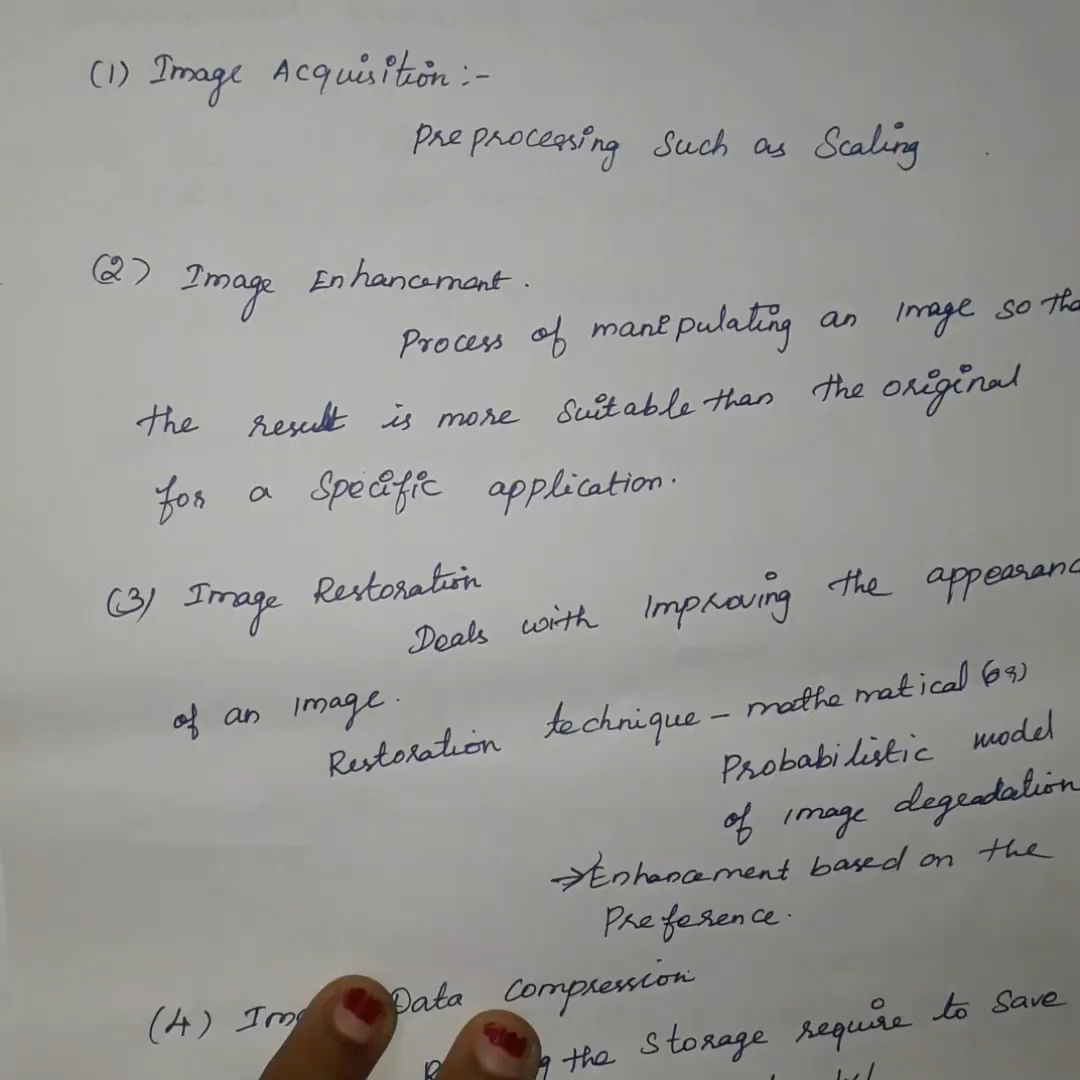 (1) Image Acquisition :-
Preprocessing such as Scaling
(2) Image Enhancement.
Process of manipulating an image so tha
the result is more suitable than the original
for a specific application.
(3) Image Restoration
Deals with improving the appearanc
of an image.
Restoration technique - mathematical (or)
Probabilistic model
of image degradation
→ Enhancement based on the
Preference.
(4) Data Compression
the storage require to save